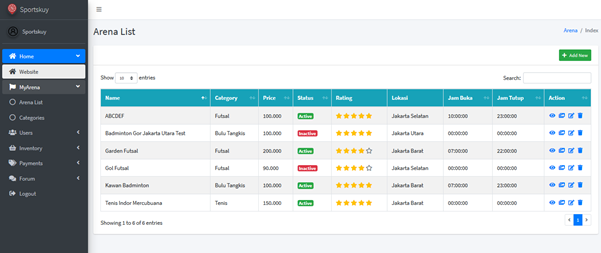 Sportskuy
Sportskuy
Home
Website
MyArena
Arena List
Categories
Users
Inventory
Payments
Forum
Logout
Arena List
Arena / Index
+ Add New
Show 10 entries
Search:
Name Category Price Status Rating Lokasi Jam Buka Jam Tutup Action
ABCDEF Futsal 100.000 Active Jakarta Selatan 10:00:00 23:00:00
Badminton Gor Jakarta Utara Test Bulu Tangkis 100.000 Inactive Jakarta Utara 00:00:00 00:00:00
Garden Futsal Futsal 200.000 Active Jakarta Barat 07:00:00 22:00:00
Gol Futsal Futsal 90.000 Inactive Jakarta Selatan 00:00:00 00:00:00
Kawan Badminton Bulu Tangkis 100.000 Active Jakarta Barat 07:00:00 23:00:00
Tenis Indor Mercubuana Tenis 150.000 Active Jakarta Barat 00:00:00 00:00:00
Showing 1 to 6 of 6 entries
1